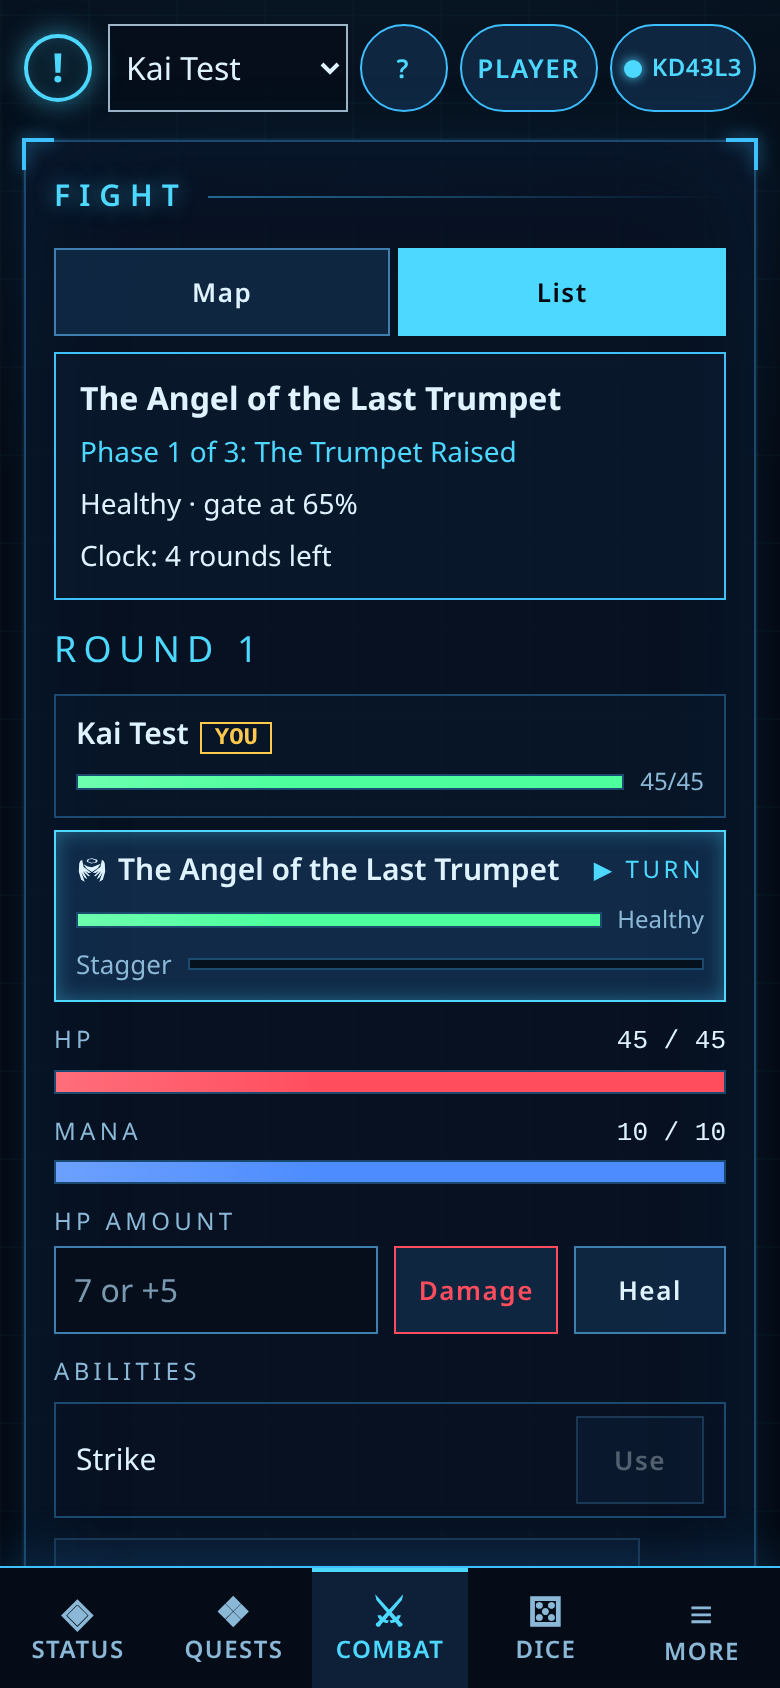 !
Kai Test
?
PLAYER
KD43L3
FIGHT
Map
List
The Angel of the Last Trumpet
Phase 1 of 3: The Trumpet Raised
Healthy · gate at 65%
Clock: 4 rounds left
ROUND 1
Kai Test YOU
45/45
The Angel of the Last Trumpet ▶ TURN
Healthy
Stagger
HP 45 / 45
MANA 10 / 10
HP AMOUNT
7 or +5
Damage
Heal
ABILITIES
Strike
Use
STATUS
QUESTS
COMBAT
DICE
MORE